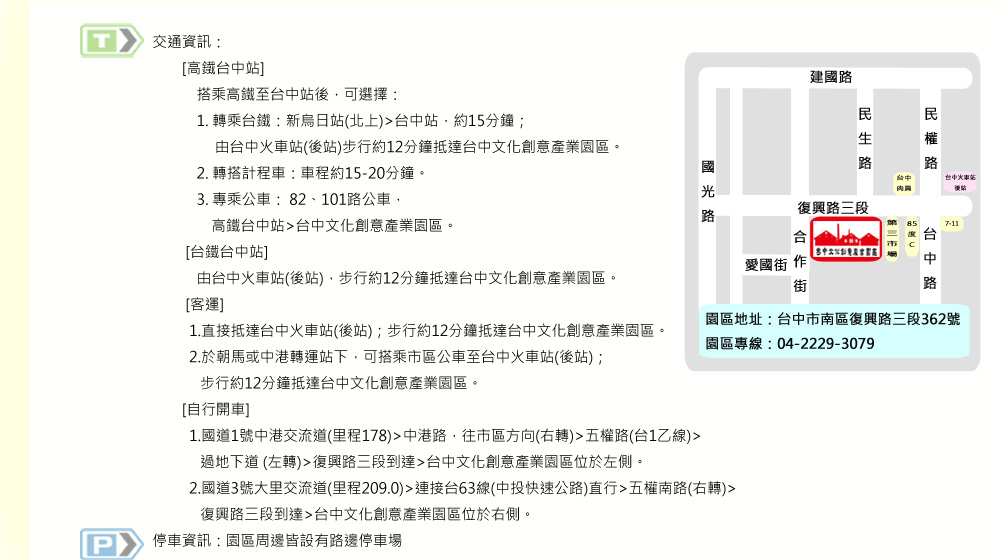 T
交通資訊：
[高鐵台中站]
搭乘高鐵至台中站後，可選擇：
1. 轉乘台鐵：新烏日站(北上)>台中站，約15分鐘；
由台中火車站(後站)步行約12分鐘抵達台中文化創意產業園區。
2. 轉搭計程車：車程約15-20分鐘。
3. 專乘公車： 82、101路公車，
高鐵台中站>台中文化創意產業園區。
[台鐵台中站]
由台中火車站(後站)，步行約12分鐘抵達台中文化創意產業園區。
[客運]
1.直接抵達台中火車站(後站)；步行約12分鐘抵達台中文化創意產業園區。
2.於朝馬或中港轉運站下，可搭乘市區公車至台中火車站(後站)；
步行約12分鐘抵達台中文化創意產業園區。
[自行開車]
1.國道1號中港交流道(里程178)>中港路，往市區方向(右轉)>五權路(台1乙線)>
過地下道 (左轉)>復興路三段到達>台中文化創意產業園區位於左側。
2.國道3號大里交流道(里程209.0)>連接台63線(中投快速公路)直行>五權南路(右轉)>
復興路三段到達>台中文化創意產業園區位於右側。
P
停車資訊：園區周邊皆設有路邊停車場
建國路
民生路
民權路
國光路
台中
肉員
台中火車站
後站
復興路三段
合作街
台中文化創意產業園區
第三市場
85度C
7-11
台中路
愛國街
園區地址：台中市南區復興路三段362號
園區專線：04-2229-3079